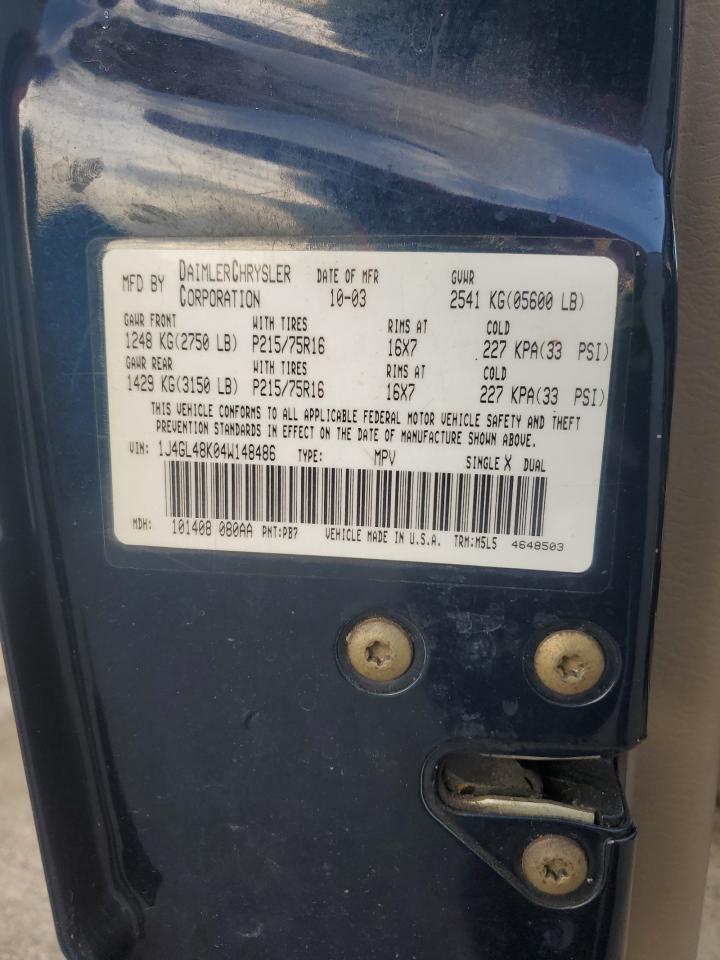 MFD BY DAIMLERCHRYSLER CORPORATION DATE OF MFR 10-03 GVWR 2541 KG(05600 LB)
GAWR FRONT WITH TIRES RIMS AT COLD
1248 KG(2750 LB) P215/75R16 16X7 227 KPA(33 PSI)
GAWR REAR WITH TIRES RIMS AT COLD
1429 KG(3150 LB) P215/75R16 16X7 227 KPA(33 PSI)
THIS VEHICLE CONFORMS TO ALL APPLICABLE FEDERAL MOTOR VEHICLE SAFETY AND THEFT
PREVENTION STANDARDS IN EFFECT ON THE DATE OF MANUFACTURE SHOWN ABOVE.
VIN: 1J4GL48K04W148486 TYPE: MPV SINGLE X DUAL
MDH: 101408 080AA PNT:PB7 VEHICLE MADE IN U.S.A. TRM:M5L5 4648503